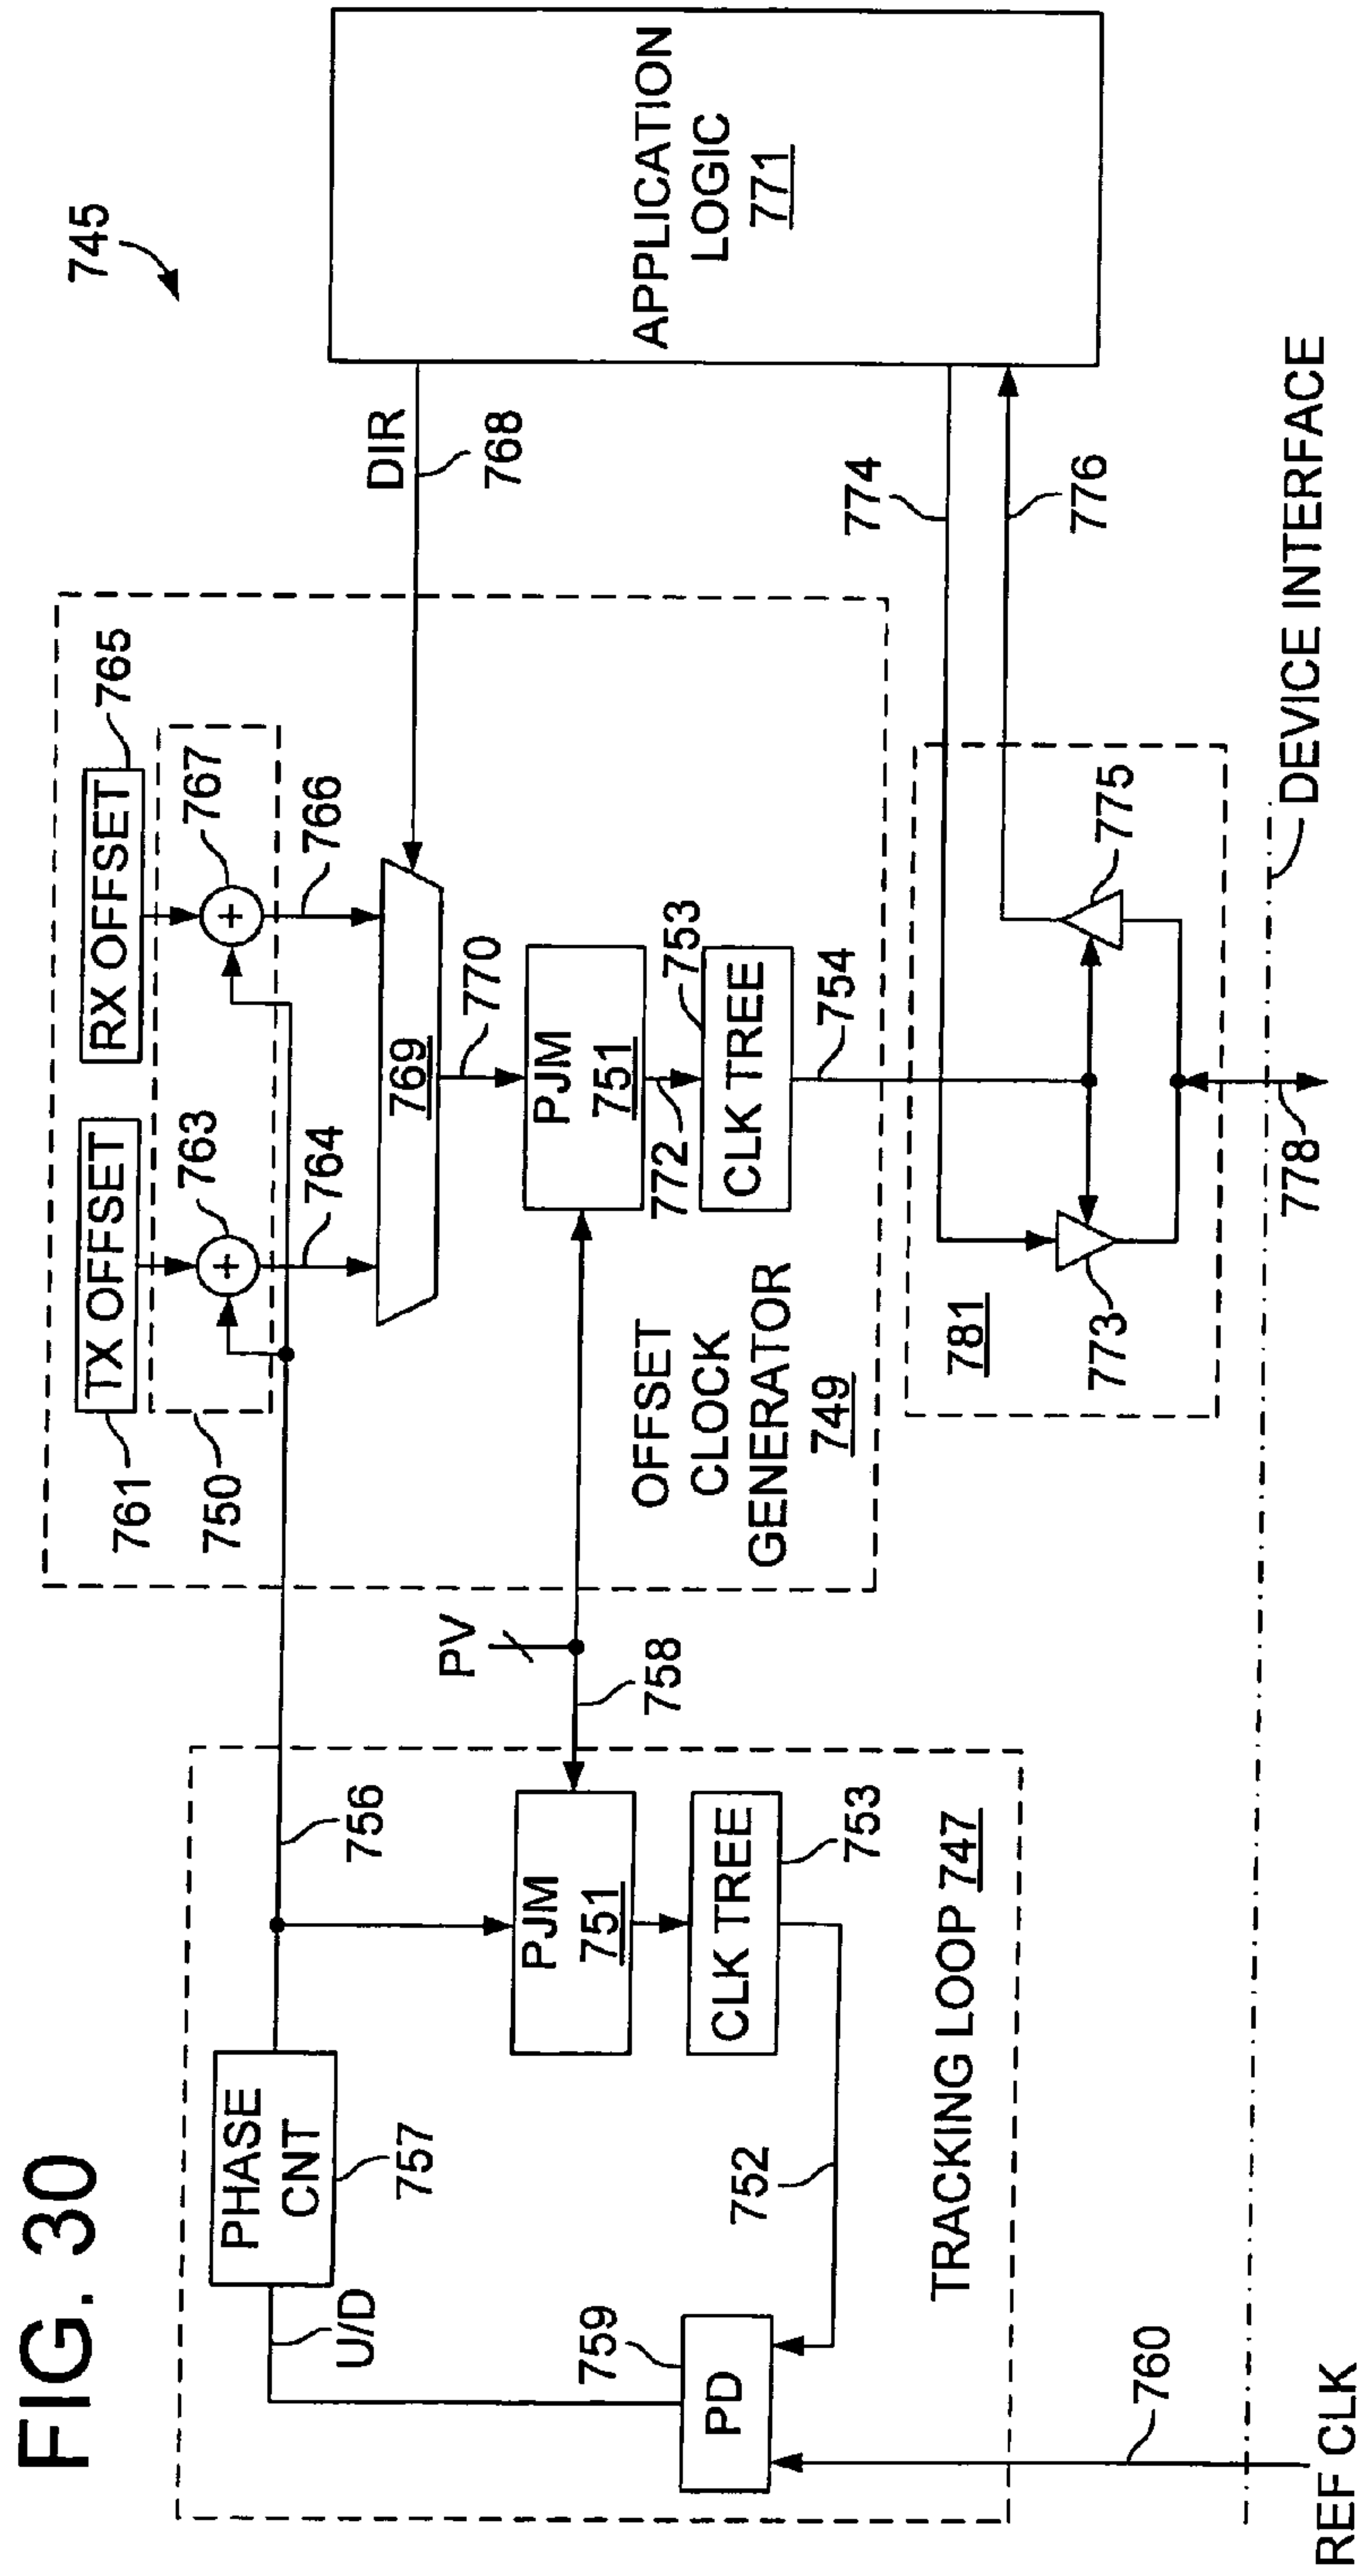 FIG. 30
745
TX OFFSET
761
RX OFFSET
765
750
763
767
764
766
DIR
768
769
770
PHASE
CNT
757
756
U/D
PV
758
PJM
751
PJM
751
772
753
CLK TREE
753
CLK TREE
754
OFFSET
CLOCK
GENERATOR
749
APPLICATION
LOGIC
771
774
776
759
PD
752
TRACKING LOOP 747
781
773
775
760
REF CLK
778
DEVICE INTERFACE